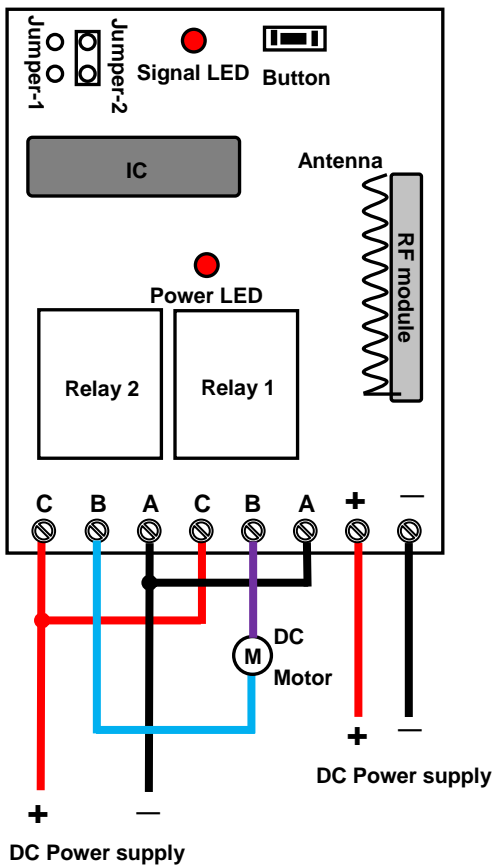 Jumper-1
Jumper-2
Signal LED
Button
IC
Antenna
RF module
Power LED
Relay 2
Relay 1
C B A C B A + —
M
DC
Motor
+ —
DC Power supply
+ —
DC Power supply